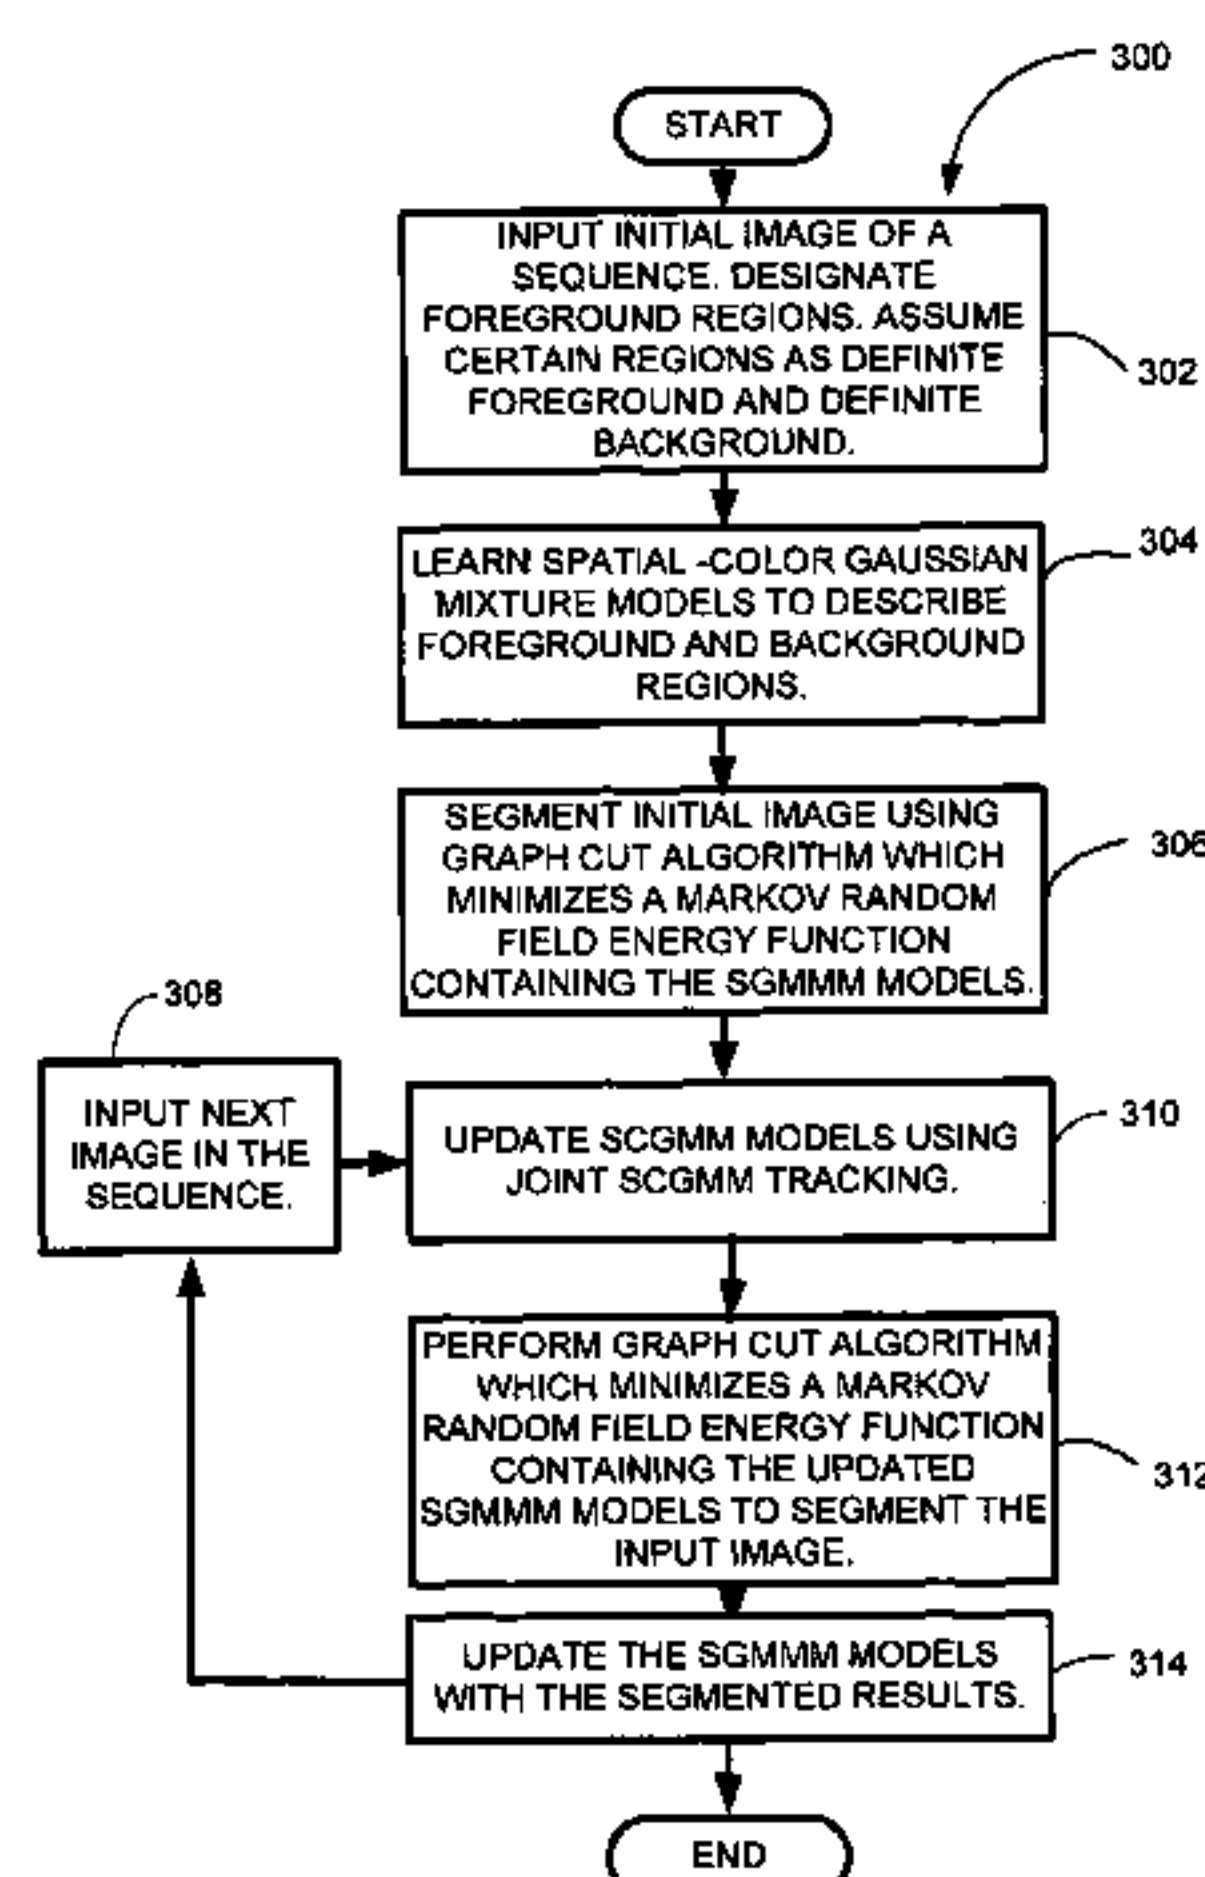 300
START
INPUT INITIAL IMAGE OF A
SEQUENCE. DESIGNATE
FOREGROUND REGIONS. ASSUME
CERTAIN REGIONS AS DEFINITE
FOREGROUND AND DEFINITE
BACKGROUND.
302
304
LEARN SPATIAL -COLOR GAUSSIAN
MIXTURE MODELS TO DESCRIBE
FOREGROUND AND BACKGROUND
REGIONS.
SEGMENT INITIAL IMAGE USING
GRAPH CUT ALGORITHM WHICH
MINIMIZES A MARKOV RANDOM
FIELD ENERGY FUNCTION
CONTAINING THE SGMMM MODELS.
306
308
INPUT NEXT
IMAGE IN THE
SEQUENCE.
UPDATE SCGMM MODELS USING
JOINT SCGMM TRACKING.
310
PERFORM GRAPH CUT ALGORITHM
WHICH MINIMIZES A MARKOV
RANDOM FIELD ENERGY FUNCTION
CONTAINING THE UPDATED
SGMMM MODELS TO SEGMENT THE
INPUT IMAGE.
312
UPDATE THE SGMMM MODELS
WITH THE SEGMENTED RESULTS.
314
END